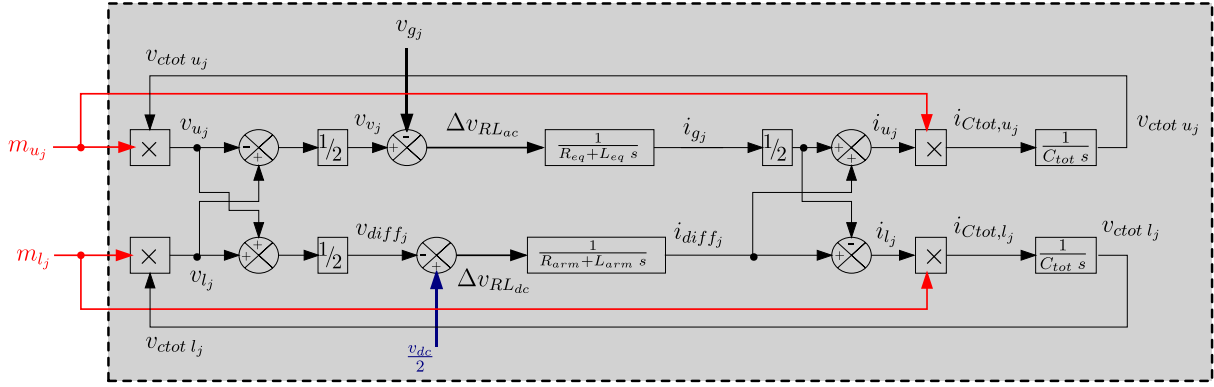 v_{g_j}
v_{ctot u_j}
m_{u_j} × v_{u_j} - + 1/2 v_{v_j} + - Δv_{RL_{ac}} 1/(R_{eq}+L_{eq} s) i_{g_j} 1/2 + + i_{u_j} × i_{Ctot,u_j} 1/(C_{tot} s) v_{ctot u_j}
m_{l_j} × v_{l_j} + + 1/2 v_{diff_j} - + Δv_{RL_{dc}} 1/(R_{arm}+L_{arm} s) i_{diff_j} + - i_{l_j} × i_{Ctot,l_j} 1/(C_{tot} s) v_{ctot l_j}
v_{ctot l_j}
v_{dc}/2